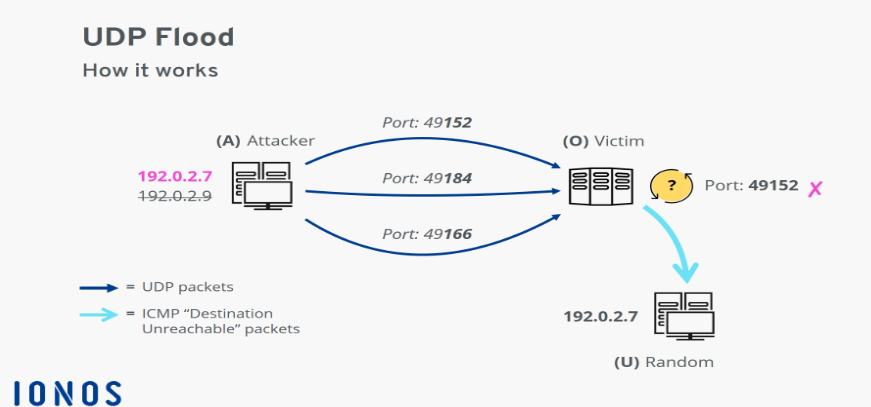 UDP Flood
How it works
Port: 49152
(A) Attacker
(O) Victim
192.0.2.7
192.0.2.9
Port: 49184
?
Port: 49152 X
Port: 49166
= UDP packets
= ICMP “Destination
Unreachable” packets
192.0.2.7
(U) Random
IONOS